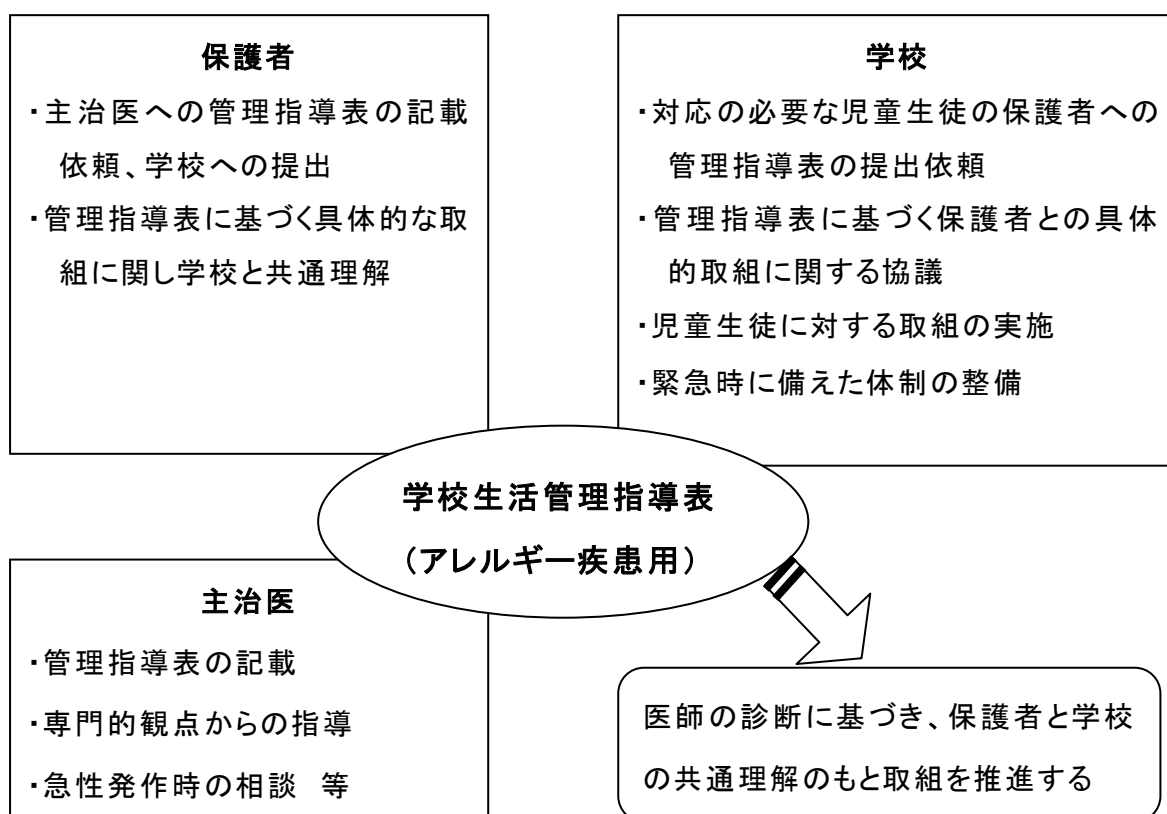 保護者
・主治医への管理指導表の記載
依頼、学校への提出
・管理指導表に基づく具体的な取
組に関し学校と共通理解
学校
・対応の必要な児童生徒の保護者への
管理指導表の提出依頼
・管理指導表に基づく保護者との具体
的取組に関する協議
・児童生徒に対する取組の実施
・緊急時に備えた体制の整備
学校生活管理指導表
（アレルギー疾患用）
主治医
・管理指導表の記載
・専門的観点からの指導
・急性発作時の相談　等
医師の診断に基づき、保護者と学校
の共通理解のもと取組を推進する